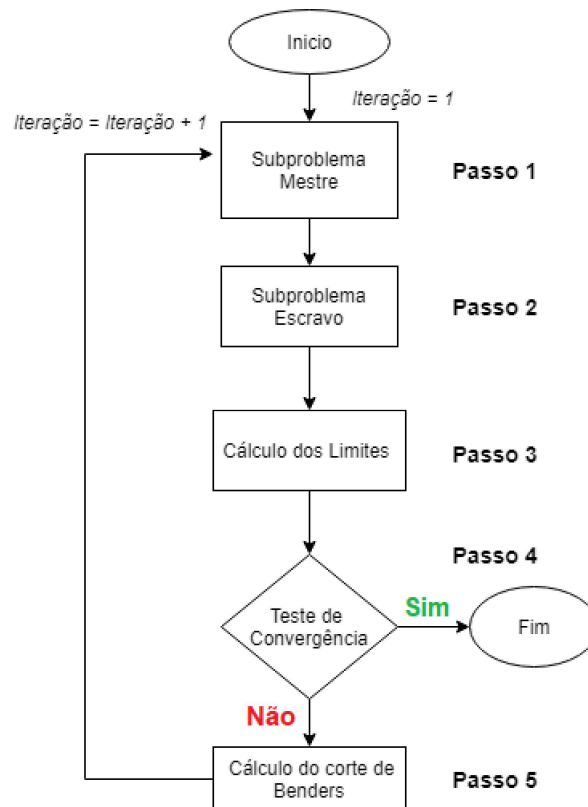 Inicio
Iteração = 1
Iteração = Iteração + 1
Subproblema
Mestre
Passo 1
Subproblema
Escravo
Passo 2
Cálculo dos Limites
Passo 3
Passo 4
Teste de
Convergência
Sim
Fim
Não
Cálculo do corte de
Benders
Passo 5